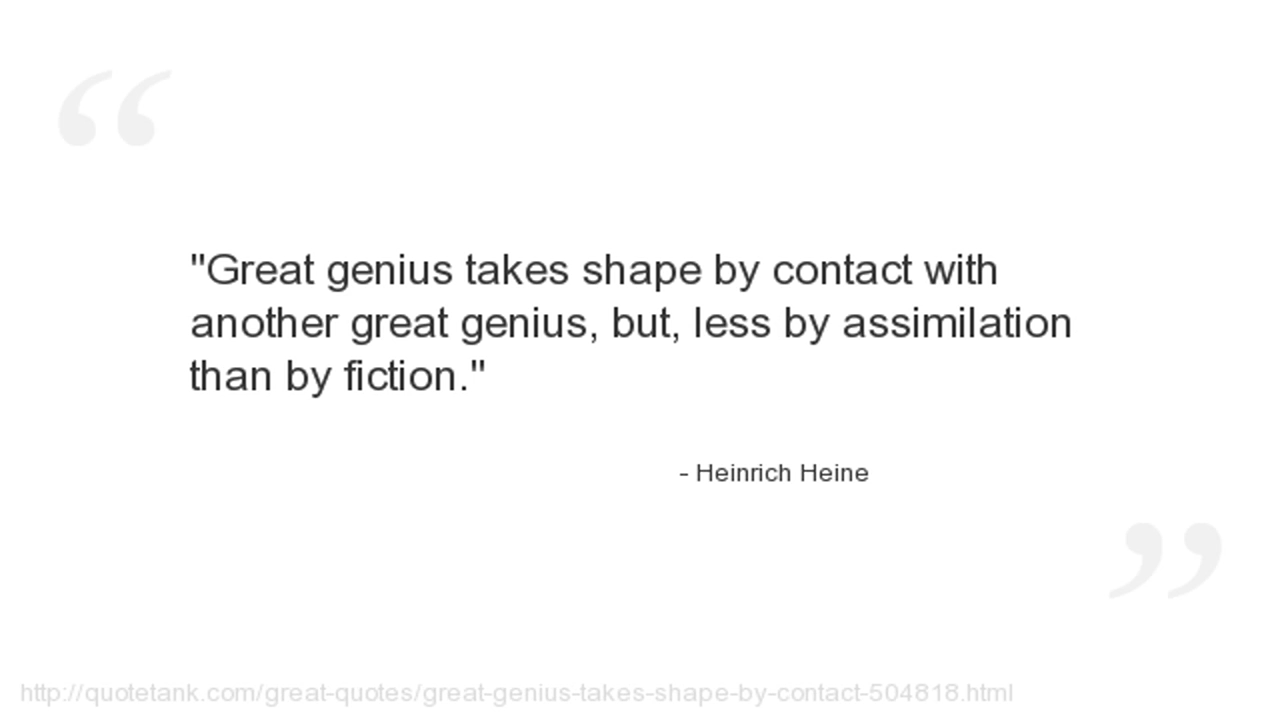 "Great genius takes shape by contact with
another great genius, but, less by assimilation
than by fiction."
- Heinrich Heine
http://quotetank.com/great-quotes/great-genius-takes-shape-by-contact-504818.html